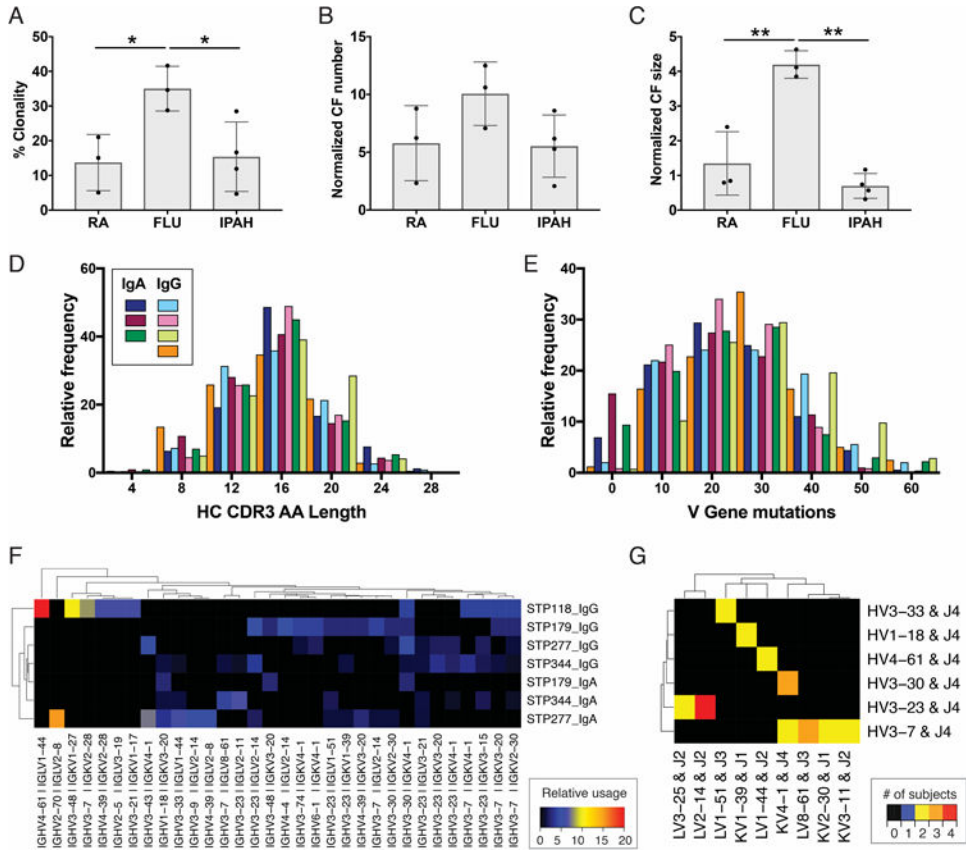 A
% Clonality
50
40
30
20
10
0
* *
RA FLU IPAH
B
Normalized CF number
15
10
5
0
RA FLU IPAH
C
Normalized CF size
5
4
3
2
1
0
** **
RA FLU IPAH
D
Relative frequency
60
40
20
0
IgA IgG
4 8 12 16 20 24 28
HC CDR3 AA Length
E
Relative frequency
40
30
20
10
0
0 10 20 30 40 50 60
V Gene mutations
F
STP118_IgG
STP179_IgG
STP277_IgG
STP344_IgG
STP179_IgA
STP344_IgA
STP277_IgA
IGHV4-61 || IGLV1-44
IGHV2-70 || IGLV2-8
IGHV3-48 || IGKV1-27
IGHV3-7 || IGKV2-28
IGHV4-39 || IGKV2-28
IGHV2-5 || IGLV3-19
IGHV3-21 || IGKV1-17
IGHV3-43 || IGKV4-1
IGHV1-18 || IGKV3-20
IGHV3-33 || IGLV1-44
IGHV3-9 || IGLV2-14
IGHV4-39 || IGLV2-8
IGHV3-7 || IGLV8-61
IGHV3-23 || IGLV2-11
IGHV3-23 || IGLV2-14
IGHV3-48 || IGKV3-20
IGHV4-4 || IGLV2-14
IGHV3-74 || IGKV4-1
IGHV6-1 || IGKV4-1
IGHV3-23 || IGLV1-51
IGHV3-23 || IGKV1-39
IGHV4-39 || IGLV2-14
IGHV3-23 || IGKV2-30
IGHV4-39 || IGKV4-1
IGHV3-23 || IGLV3-21
IGHV3-23 || IGKV3-20
IGHV3-7 || IGKV4-1
IGHV3-23 || IGKV3-15
IGHV3-7 || IGKV3-20
IGHV3-7 || IGKV2-30
Relative usage
0 5 10 15 20
G
HV3-33 & J4
HV1-18 & J4
HV4-61 & J4
HV3-30 & J4
HV3-23 & J4
HV3-7 & J4
LV3-25 & J2
LV2-14 & J2
LV1-51 & J3
KV1-39 & J1
LV1-44 & J2
KV4-1 & J4
LV8-61 & J3
KV2-30 & J1
KV3-11 & J2
# of subjects
0 1 2 3 4